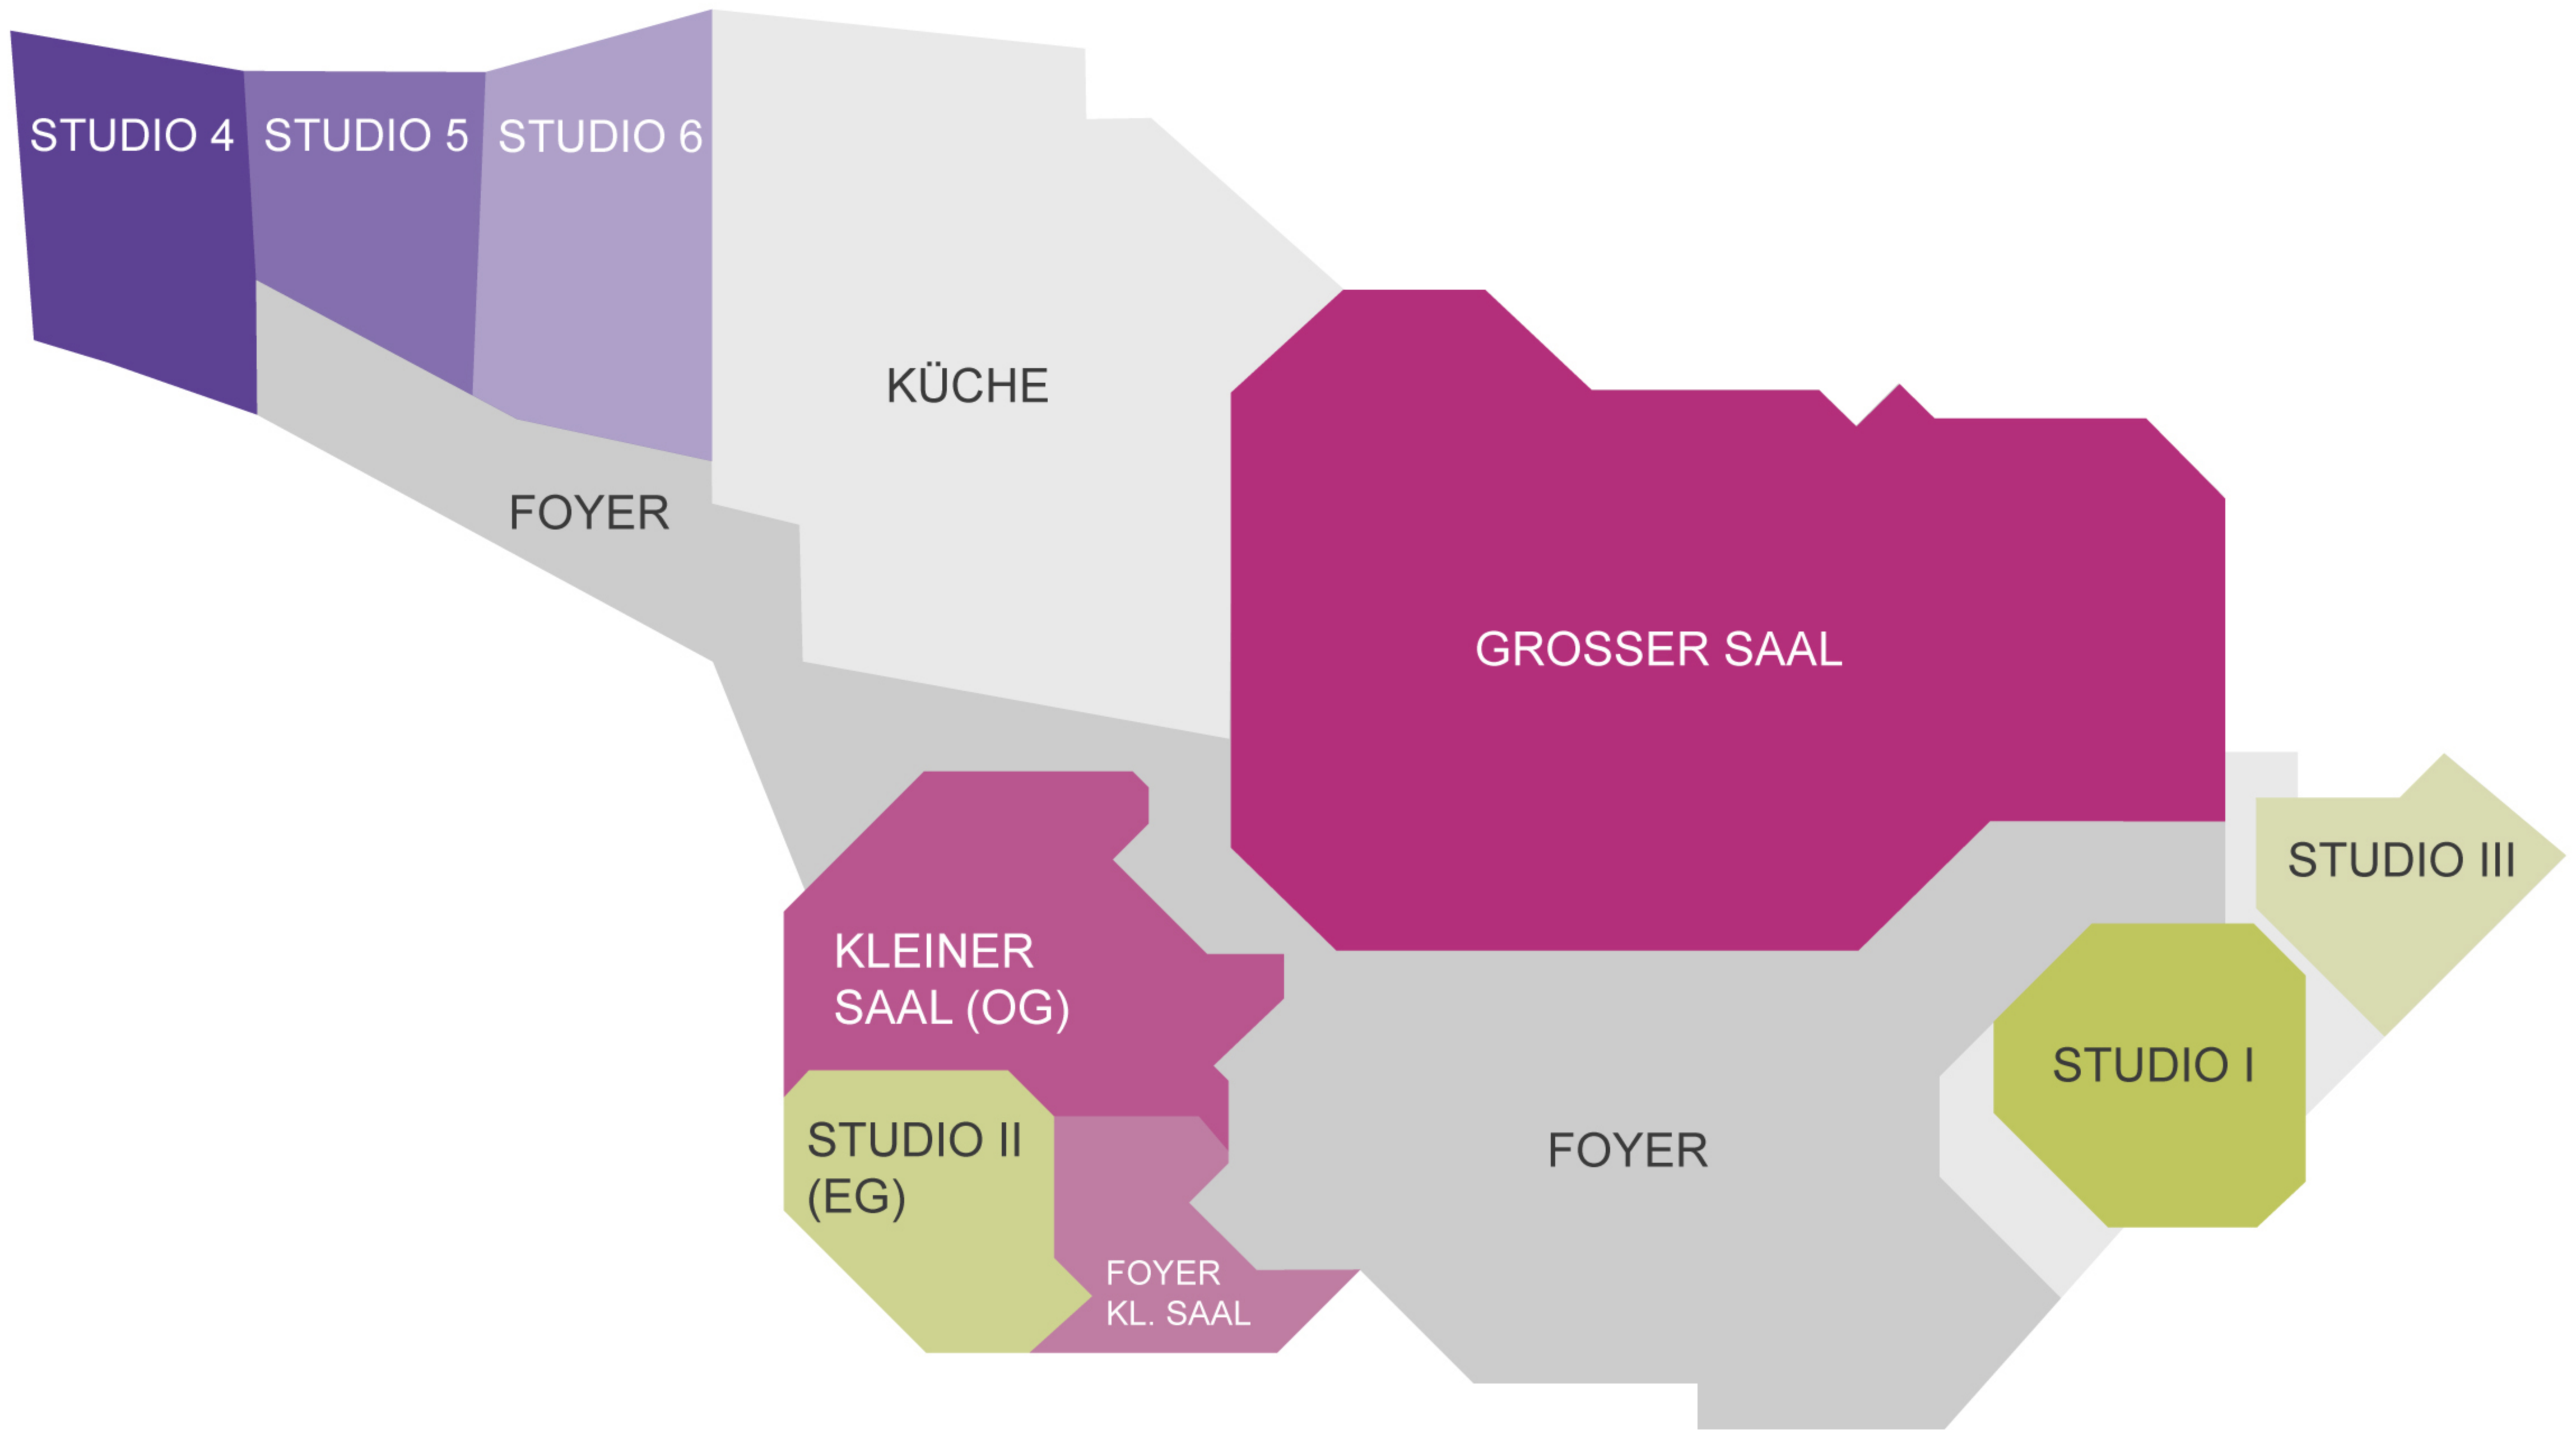 STUDIO 4
STUDIO 5
STUDIO 6
KÜCHE
FOYER
GROSSER SAAL
STUDIO III
KLEINER
SAAL (OG)
STUDIO I
STUDIO II
(EG)
FOYER
FOYER
KL. SAAL